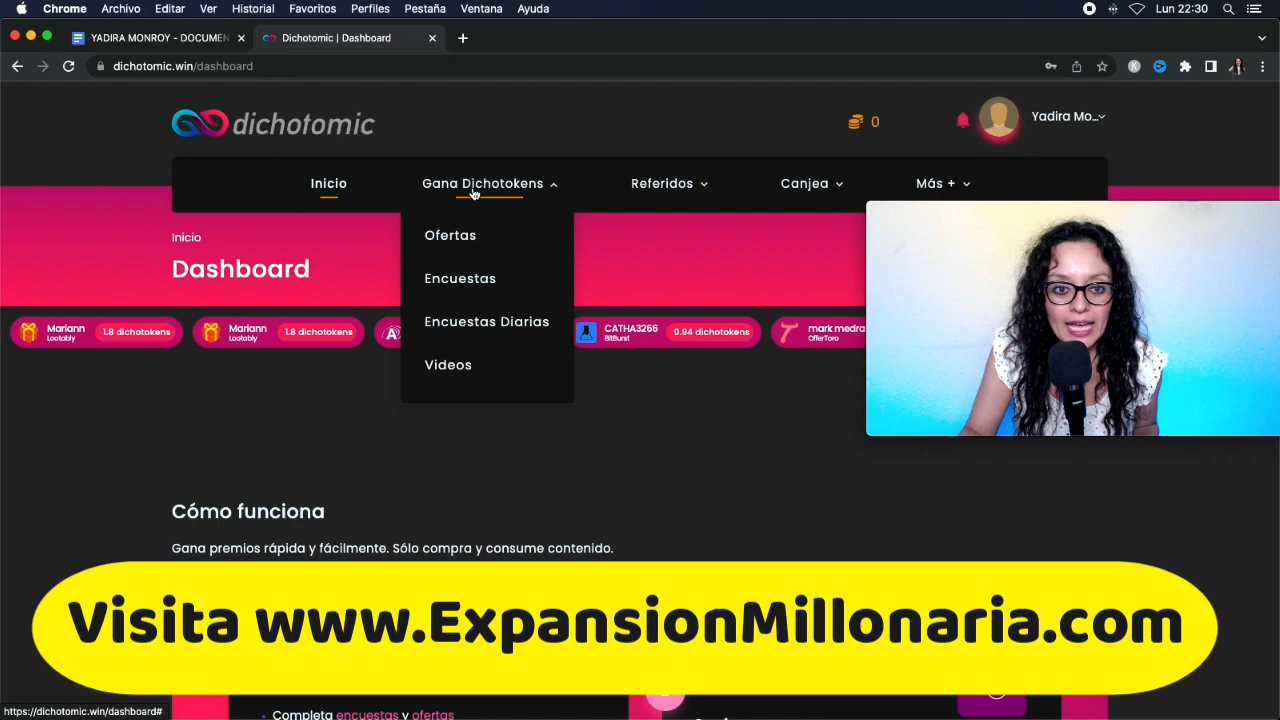 Chrome Archivo Editar Ver Historial Favoritos Perfiles Pestaña Ventana Ayuda Lun 22:30
YADIRA MONROY - DOCUMEN Dichotomic | Dashboard
dichotomic.win/dashboard
dichotomic 0 Yadira Mo...
Inicio Gana Dichotokens Referidos Canjea Más +
Ofertas
Encuestas
Encuestas Diarias
Videos
Inicio
Dashboard
Mariann 1.8 dichotokens Mariann 1.8 dichotokens CATHA3266 0.94 dichotokens mark medra
Lootably Lootably BitBurst OfferToro
Cómo funciona
Gana premios rápida y fácilmente. Sólo compra y consume contenido.
Visita www.ExpansionMillonaria.com
https://dichotomic.win/dashboard#
Completa encuestas y ofertas